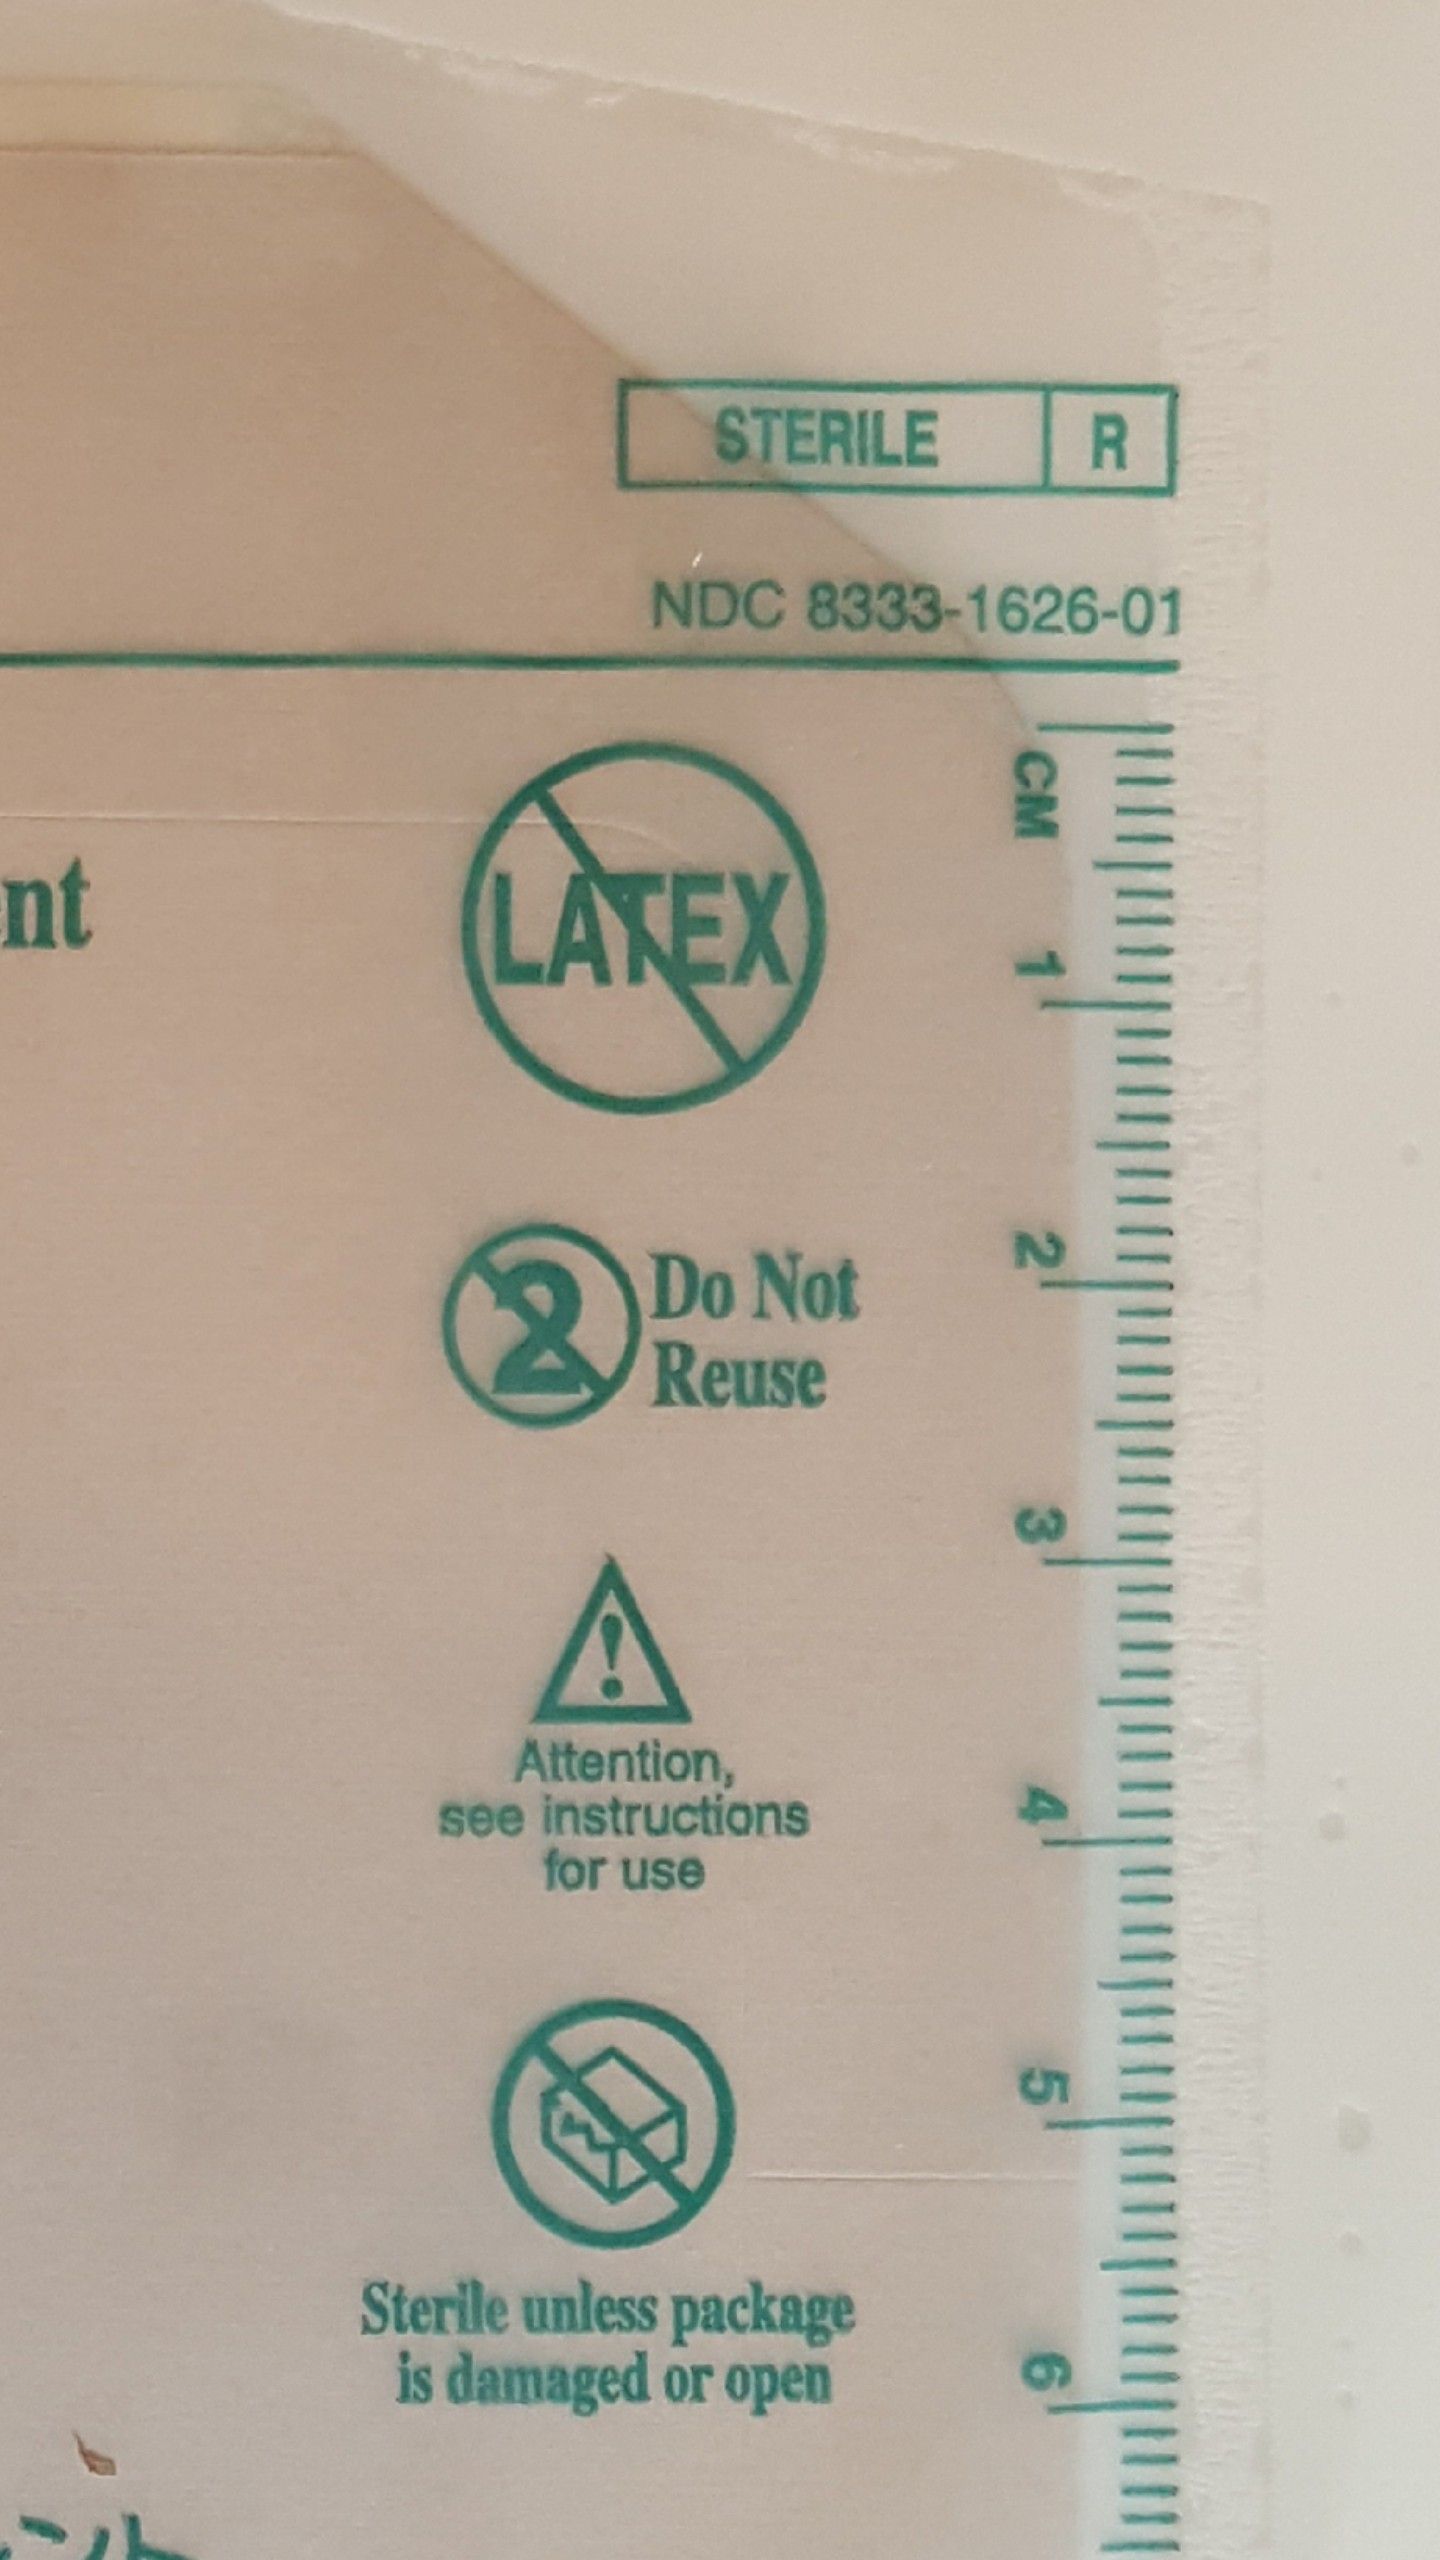 STERILE R
NDC 8333-1626-01
CM
LATEX
1
2
2
Do Not
Reuse
3
!
Attention,
see instructions
for use
4
5
Sterile unless package
is damaged or open
6